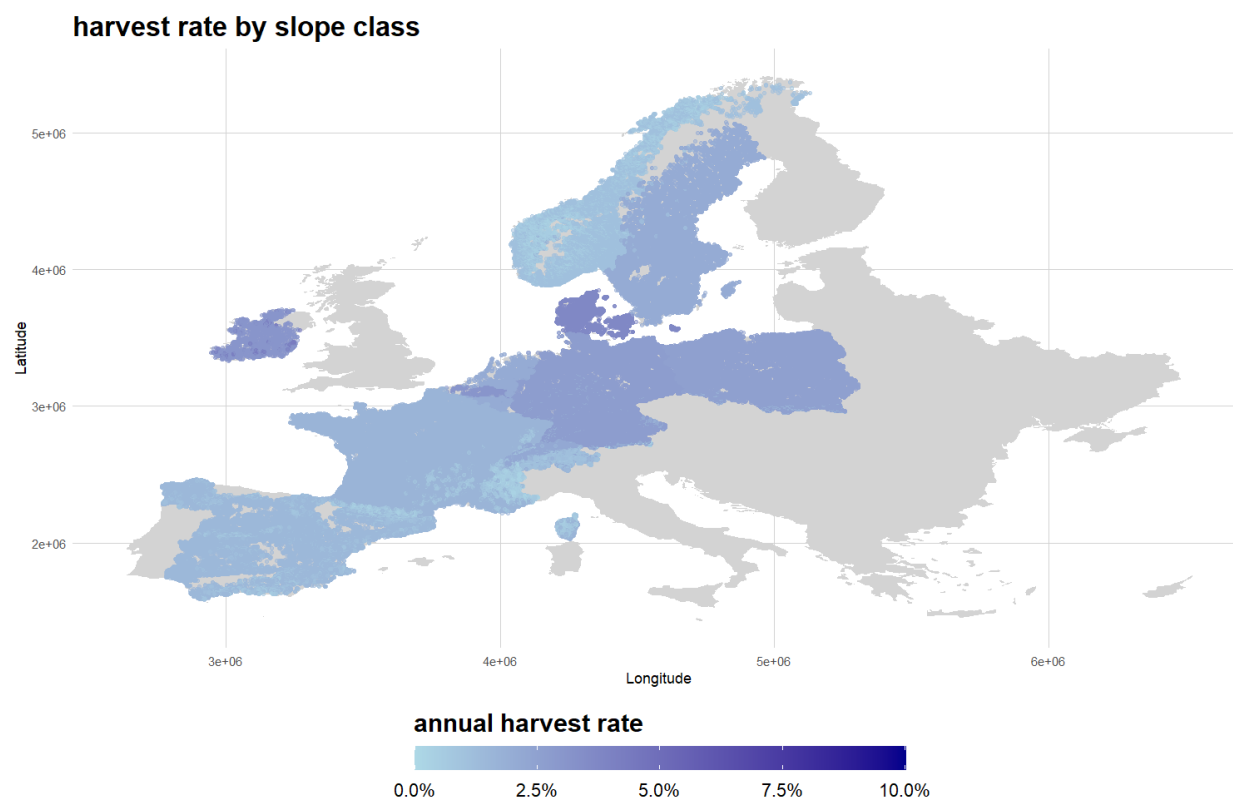 harvest rate by slope class
5e+06
4e+06
3e+06
2e+06
Latitude
3e+06 4e+06 5e+06 6e+06
Longitude
annual harvest rate
0.0% 2.5% 5.0% 7.5% 10.0%